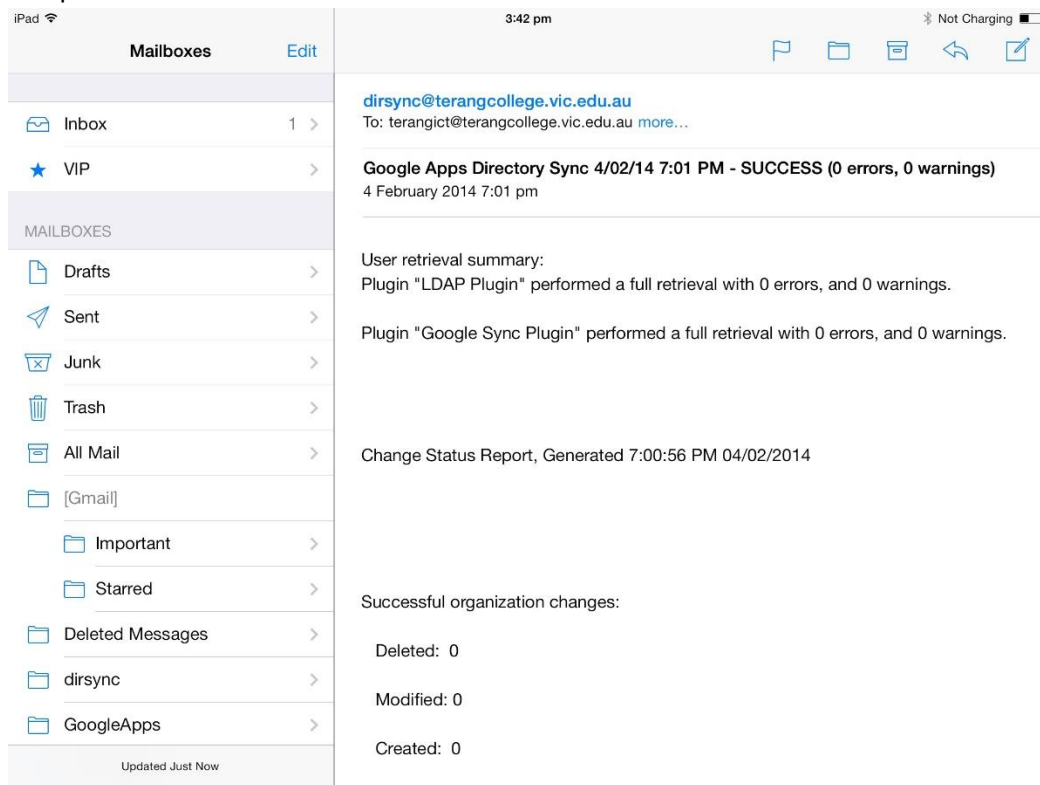 iPad 3:42 pm Not Charging
Mailboxes Edit
Inbox 1
VIP
MAILBOXES
Drafts
Sent
Junk
Trash
All Mail
[Gmail]
Important
Starred
Deleted Messages
dirsync
GoogleApps
Updated Just Now
dirsync@terangcollege.vic.edu.au
To: terangict@terangcollege.vic.edu.au more...
Google Apps Directory Sync 4/02/14 7:01 PM - SUCCESS (0 errors, 0 warnings)
4 February 2014 7:01 pm
User retrieval summary:
Plugin "LDAP Plugin" performed a full retrieval with 0 errors, and 0 warnings.
Plugin "Google Sync Plugin" performed a full retrieval with 0 errors, and 0 warnings.
Change Status Report, Generated 7:00:56 PM 04/02/2014
Successful organization changes:
Deleted: 0
Modified: 0
Created: 0